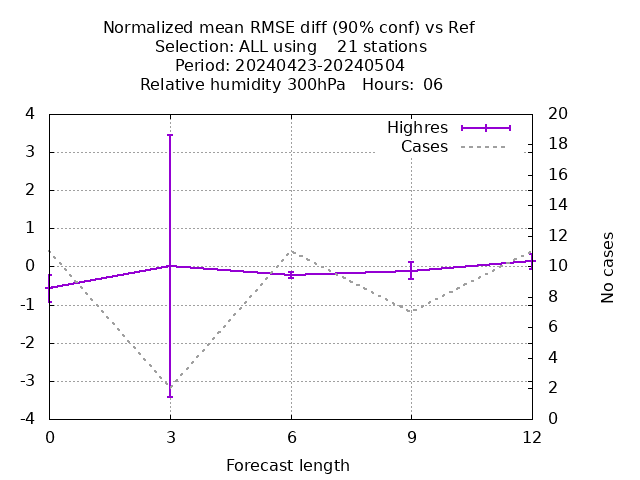 Normalized mean RMSE diff (90% conf) vs Ref
Selection: ALL using    21 stations
Period: 20240423-20240504
Relative humidity 300hPa   Hours:  06
Highres
Cases
4
3
2
1
0
-1
-2
-3
-4
20
18
16
14
12
10
8
6
4
2
0
No cases
0 3 6 9 12
Forecast length